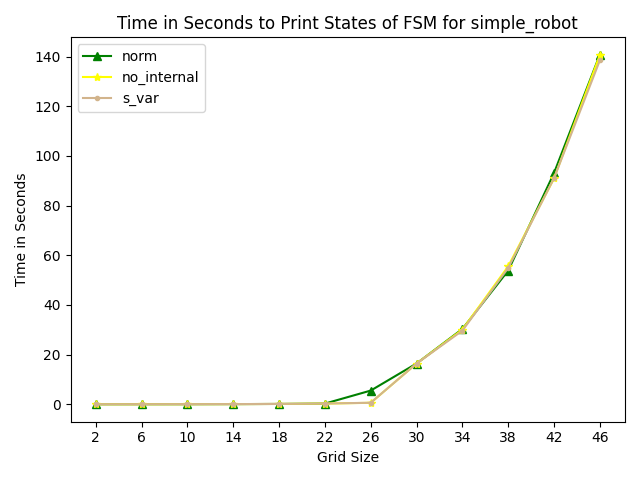 Time in Seconds to Print States of FSM for simple_robot
norm
no_internal
s_var
Time in Seconds
140
120
100
80
60
40
20
0
2 6 10 14 18 22 26 30 34 38 42 46
Grid Size